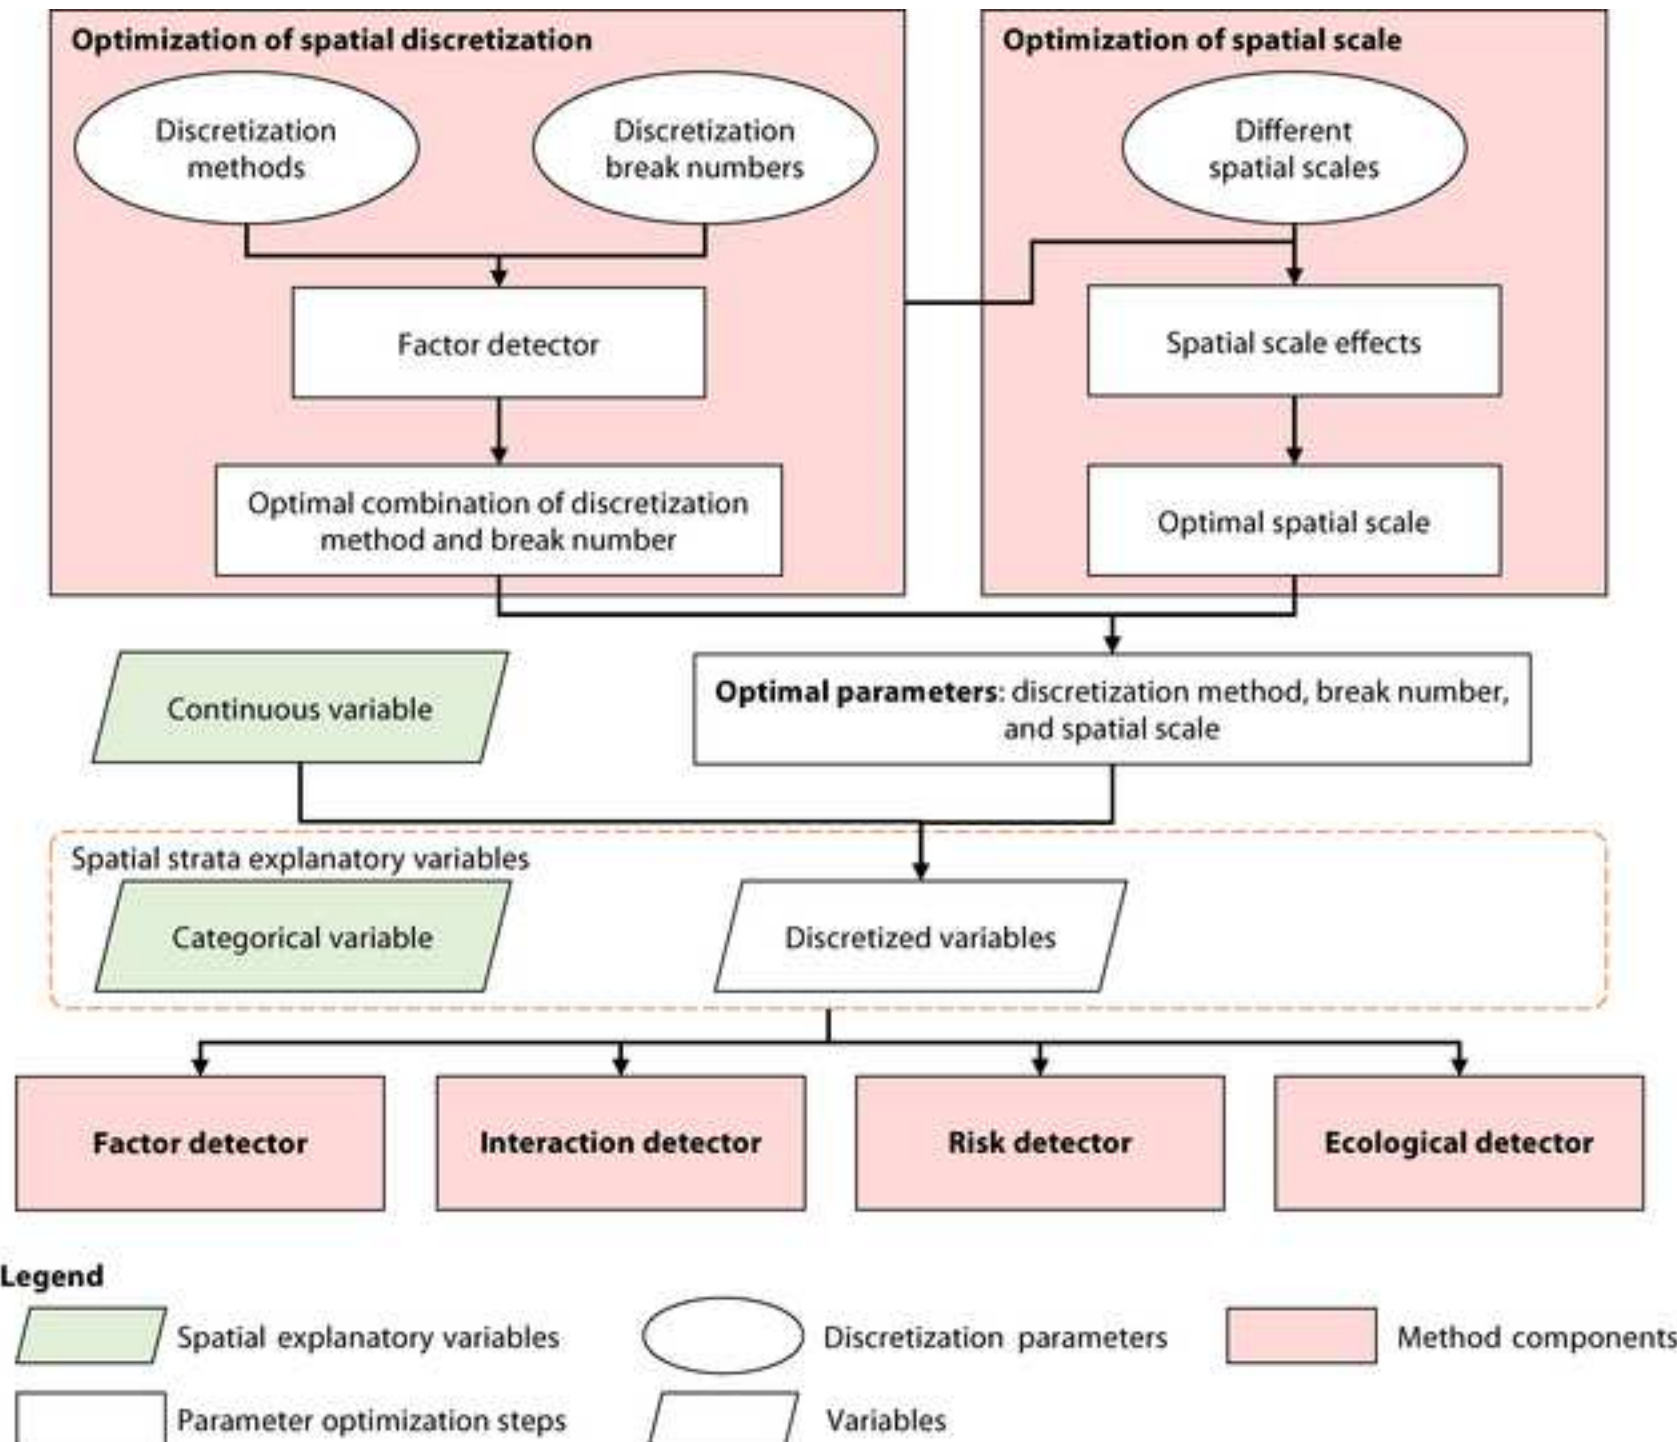 Optimization of spatial discretization
Discretization
methods
Discretization
break numbers
Factor detector
Optimal combination of discretization
method and break number
Optimization of spatial scale
Different
spatial scales
Spatial scale effects
Optimal spatial scale
Continuous variable
Optimal parameters: discretization method, break number,
and spatial scale
Spatial strata explanatory variables
Categorical variable
Discretized variables
Factor detector
Interaction detector
Risk detector
Ecological detector
Legend
Spatial explanatory variables
Discretization parameters
Method components
Parameter optimization steps
Variables